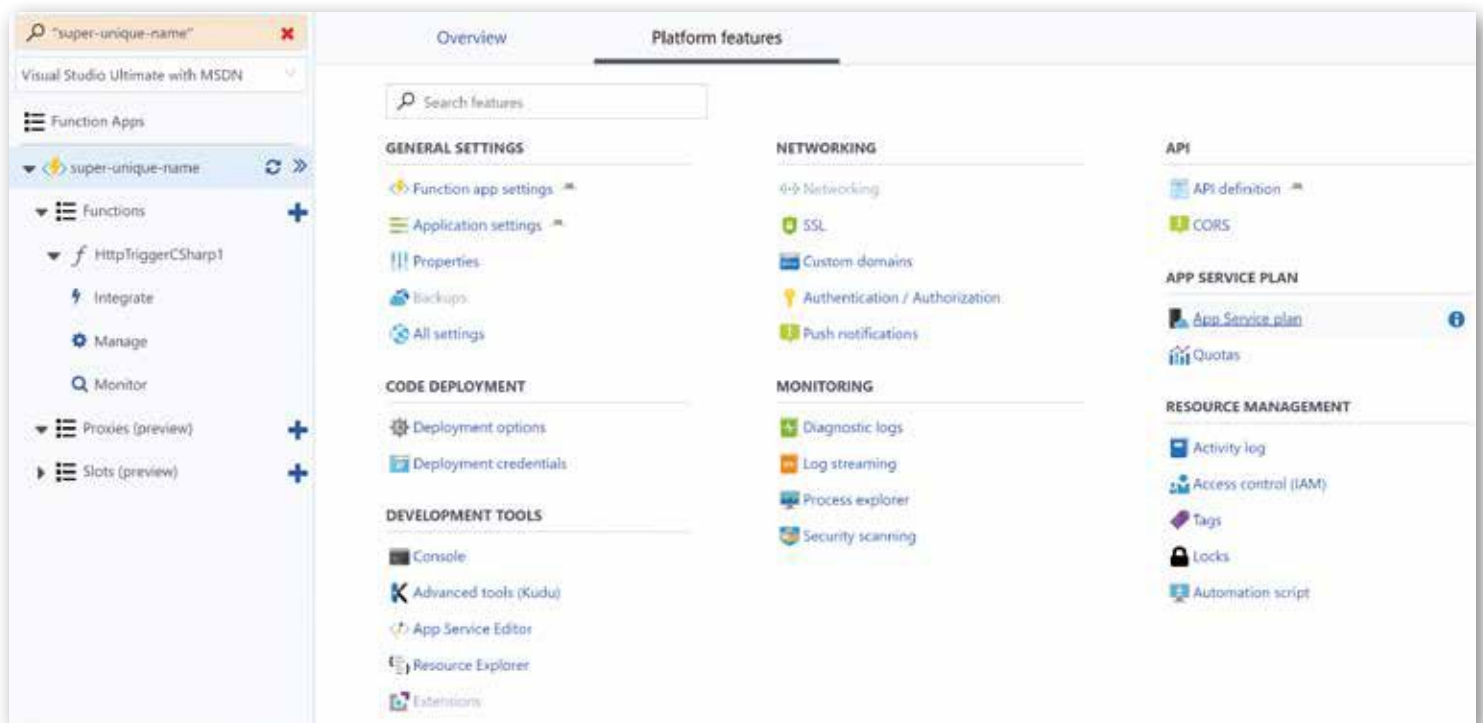 "super-unique-name"
Visual Studio Ultimate with MSDN
Function Apps
super-unique-name
Functions
HttpTriggerCSharp1
Integrate
Manage
Monitor
Proxies (preview)
Slots (preview)
Overview
Platform features
Search features
GENERAL SETTINGS
Function app settings
Application settings
Properties
Backups
All settings
CODE DEPLOYMENT
Deployment options
Deployment credentials
DEVELOPMENT TOOLS
Console
Advanced tools (Kudu)
App Service Editor
Resource Explorer
Extensions
NETWORKING
Networking
SSL
Custom domains
Authentication / Authorization
Push notifications
MONITORING
Diagnostic logs
Log streaming
Process explorer
Security scanning
API
API definition
CORS
APP SERVICE PLAN
App Service plan
Quotas
RESOURCE MANAGEMENT
Activity log
Access control (IAM)
Tags
Locks
Automation script